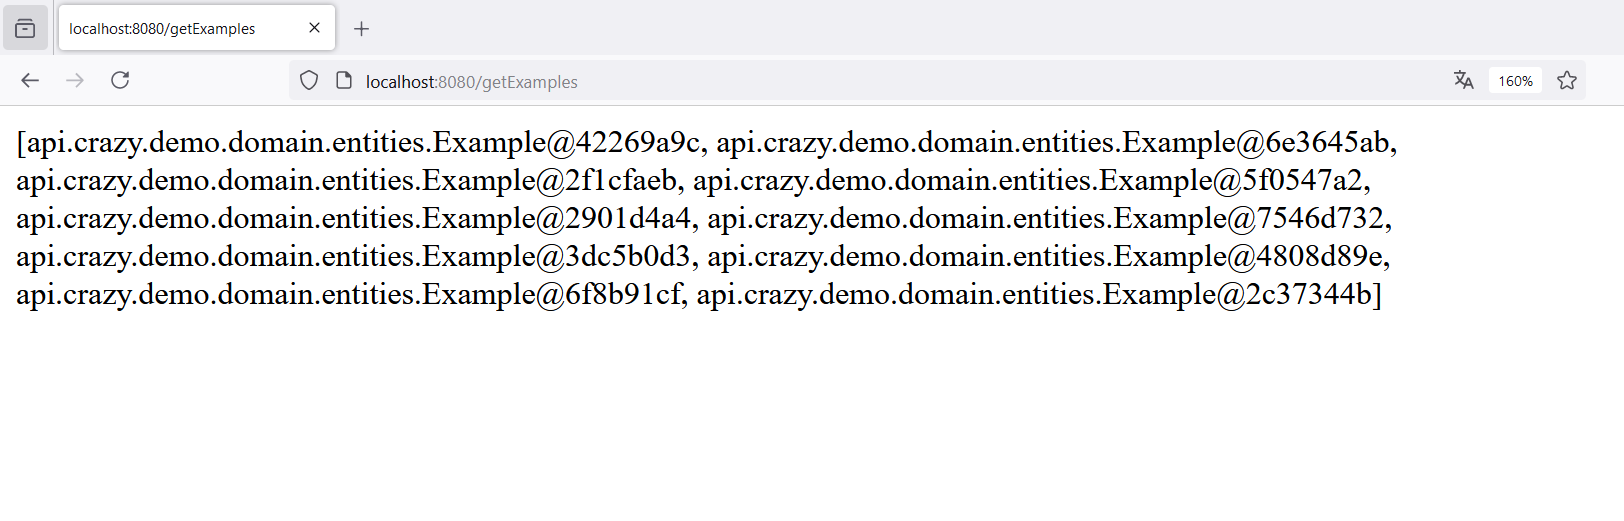 localhost:8080/getExamples
localhost:8080/getExamples
160%
[api.crazy.demo.domain.entities.Example@42269a9c, api.crazy.demo.domain.entities.Example@6e3645ab,
api.crazy.demo.domain.entities.Example@2f1cfaeb, api.crazy.demo.domain.entities.Example@5f0547a2,
api.crazy.demo.domain.entities.Example@2901d4a4, api.crazy.demo.domain.entities.Example@7546d732,
api.crazy.demo.domain.entities.Example@3dc5b0d3, api.crazy.demo.domain.entities.Example@4808d89e,
api.crazy.demo.domain.entities.Example@6f8b91cf, api.crazy.demo.domain.entities.Example@2c37344b]